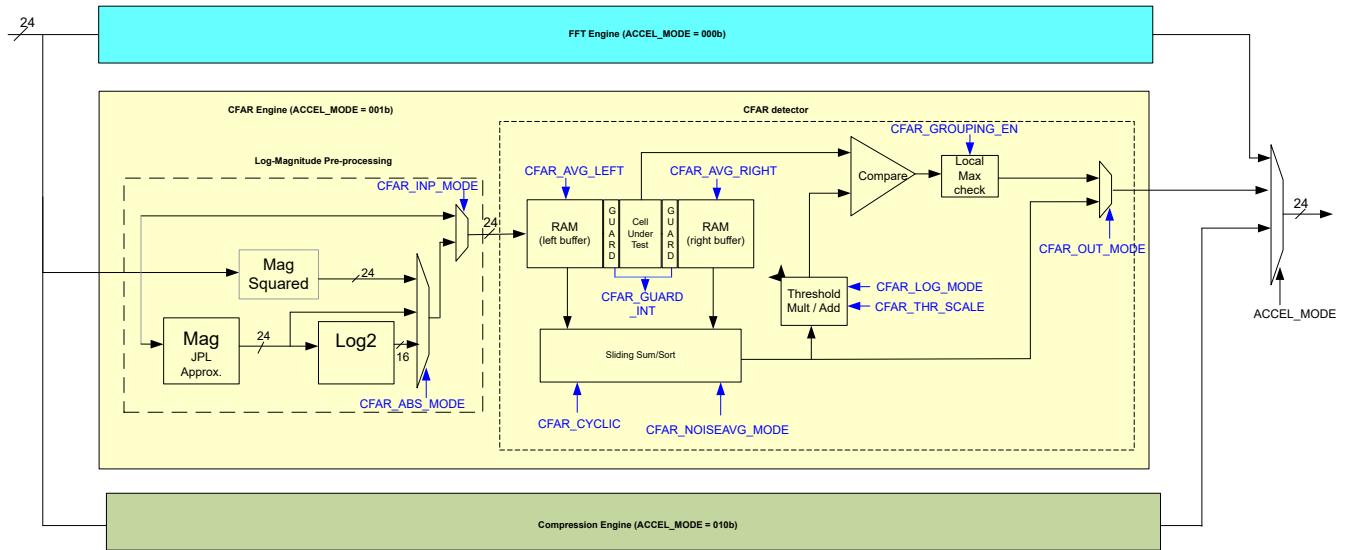 24
FFT Engine (ACCEL_MODE = 000b)
CFAR Engine (ACCEL_MODE = 001b)
CFAR detector
Log-Magnitude Pre-processing
CFAR_INP_MODE
24
Mag
Squared
24
Mag
JPL
Approx.
24
Log2
16
CFAR_ABS_MODE
CFAR_AVG_LEFT
CFAR_AVG_RIGHT
RAM
(left buffer)
GUARD
Cell
Under
Test
GUARD
RAM
(right buffer)
CFAR_GUARD
_INT
Sliding Sum/Sort
CFAR_CYCLIC
CFAR_NOISEAVG_MODE
Threshold
Mult / Add
CFAR_LOG_MODE
CFAR_THR_SCALE
Compare
CFAR_GROUPING_EN
Local
Max
check
CFAR_OUT_MODE
24
ACCEL_MODE
Compression Engine (ACCEL_MODE = 010b)